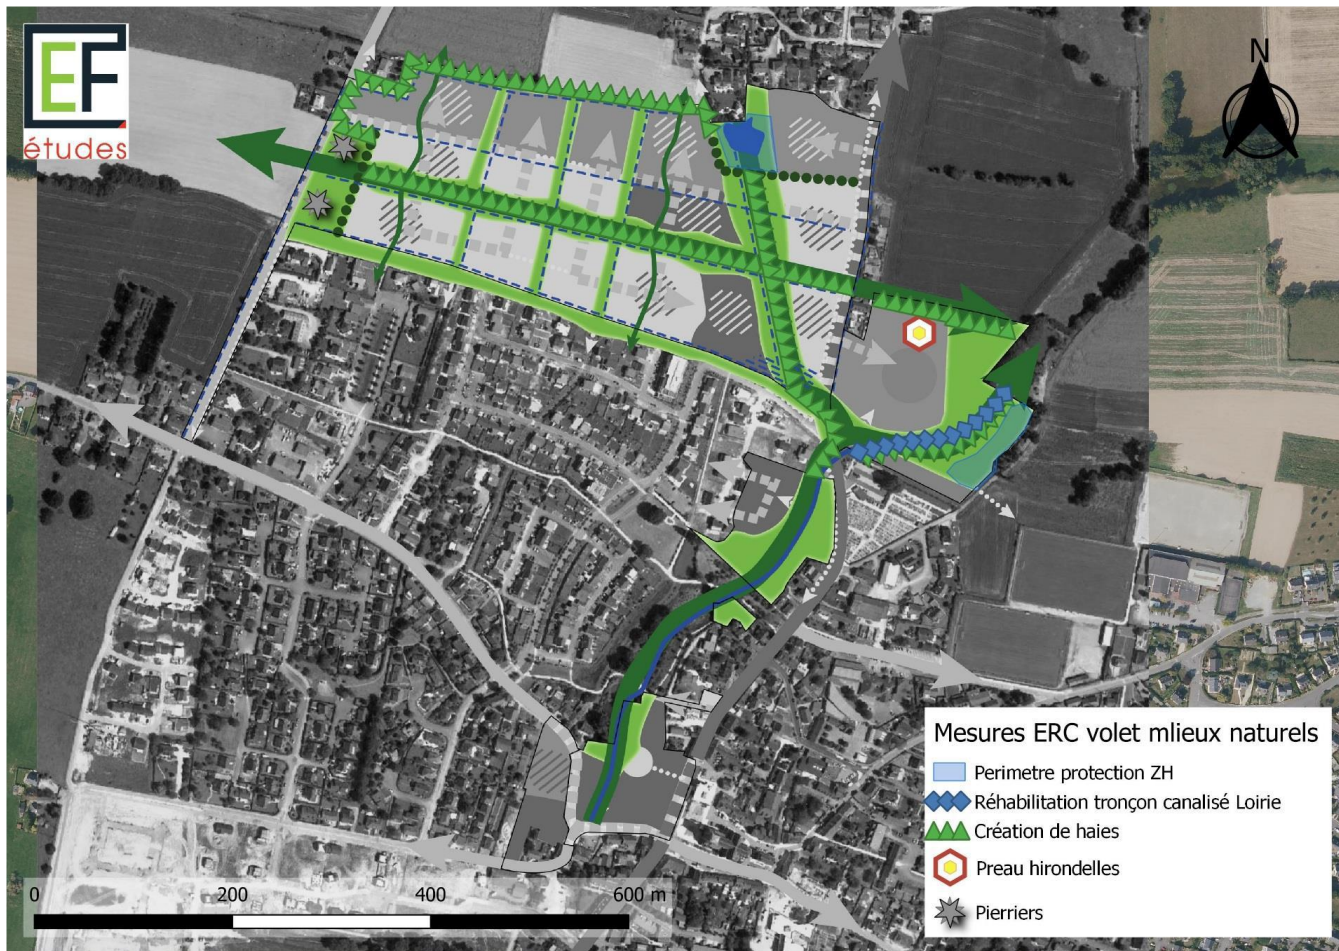 EF
études
N
Mesures ERC volet mlieux naturels
Perimetre protection ZH
Réhabilitation tronçon canalisé Loirie
Création de haies
Preau hirondelles
Pierriers
0 200 400 600 m